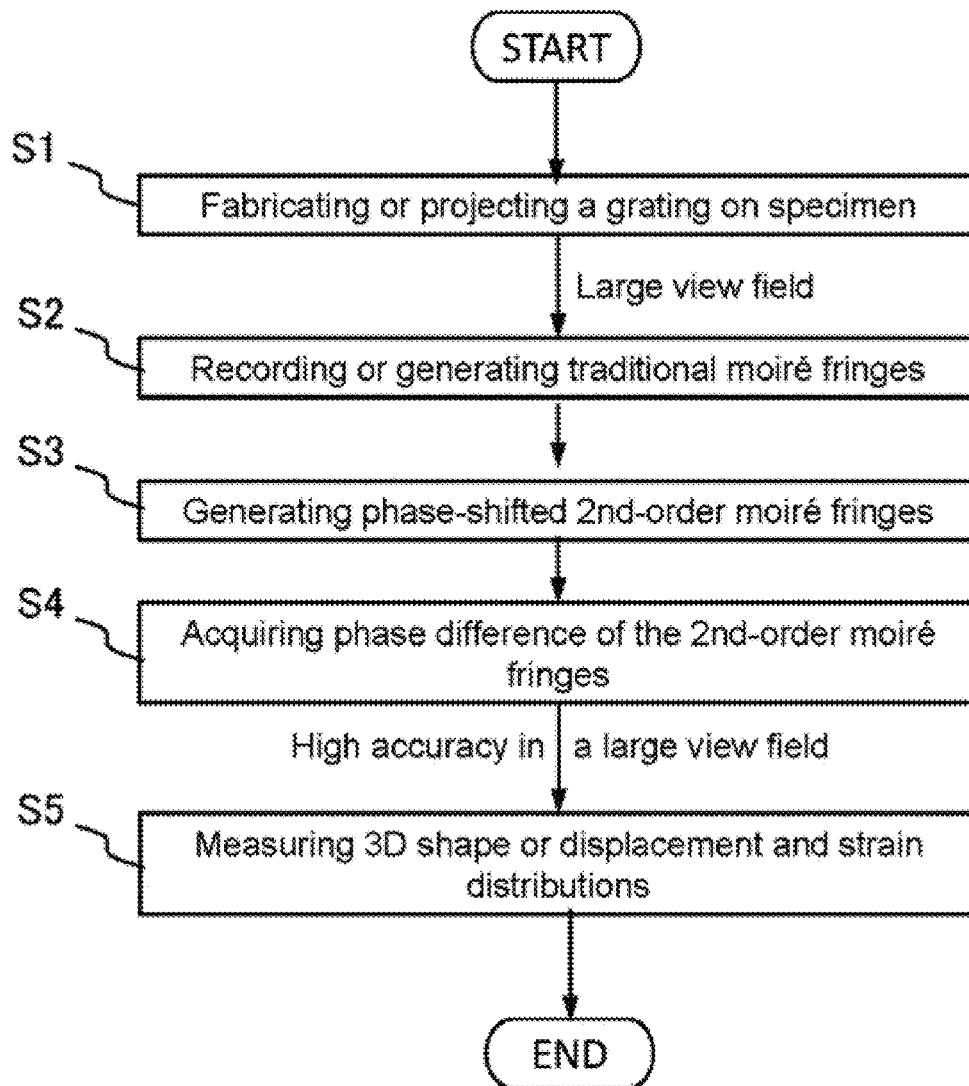 START
S1
Fabricating or projecting a grating on specimen
Large view field
S2
Recording or generating traditional moiré fringes
S3
Generating phase-shifted 2nd-order moiré fringes
S4
Acquiring phase difference of the 2nd-order moiré
fringes
High accuracy in a large view field
S5
Measuring 3D shape or displacement and strain
distributions
END